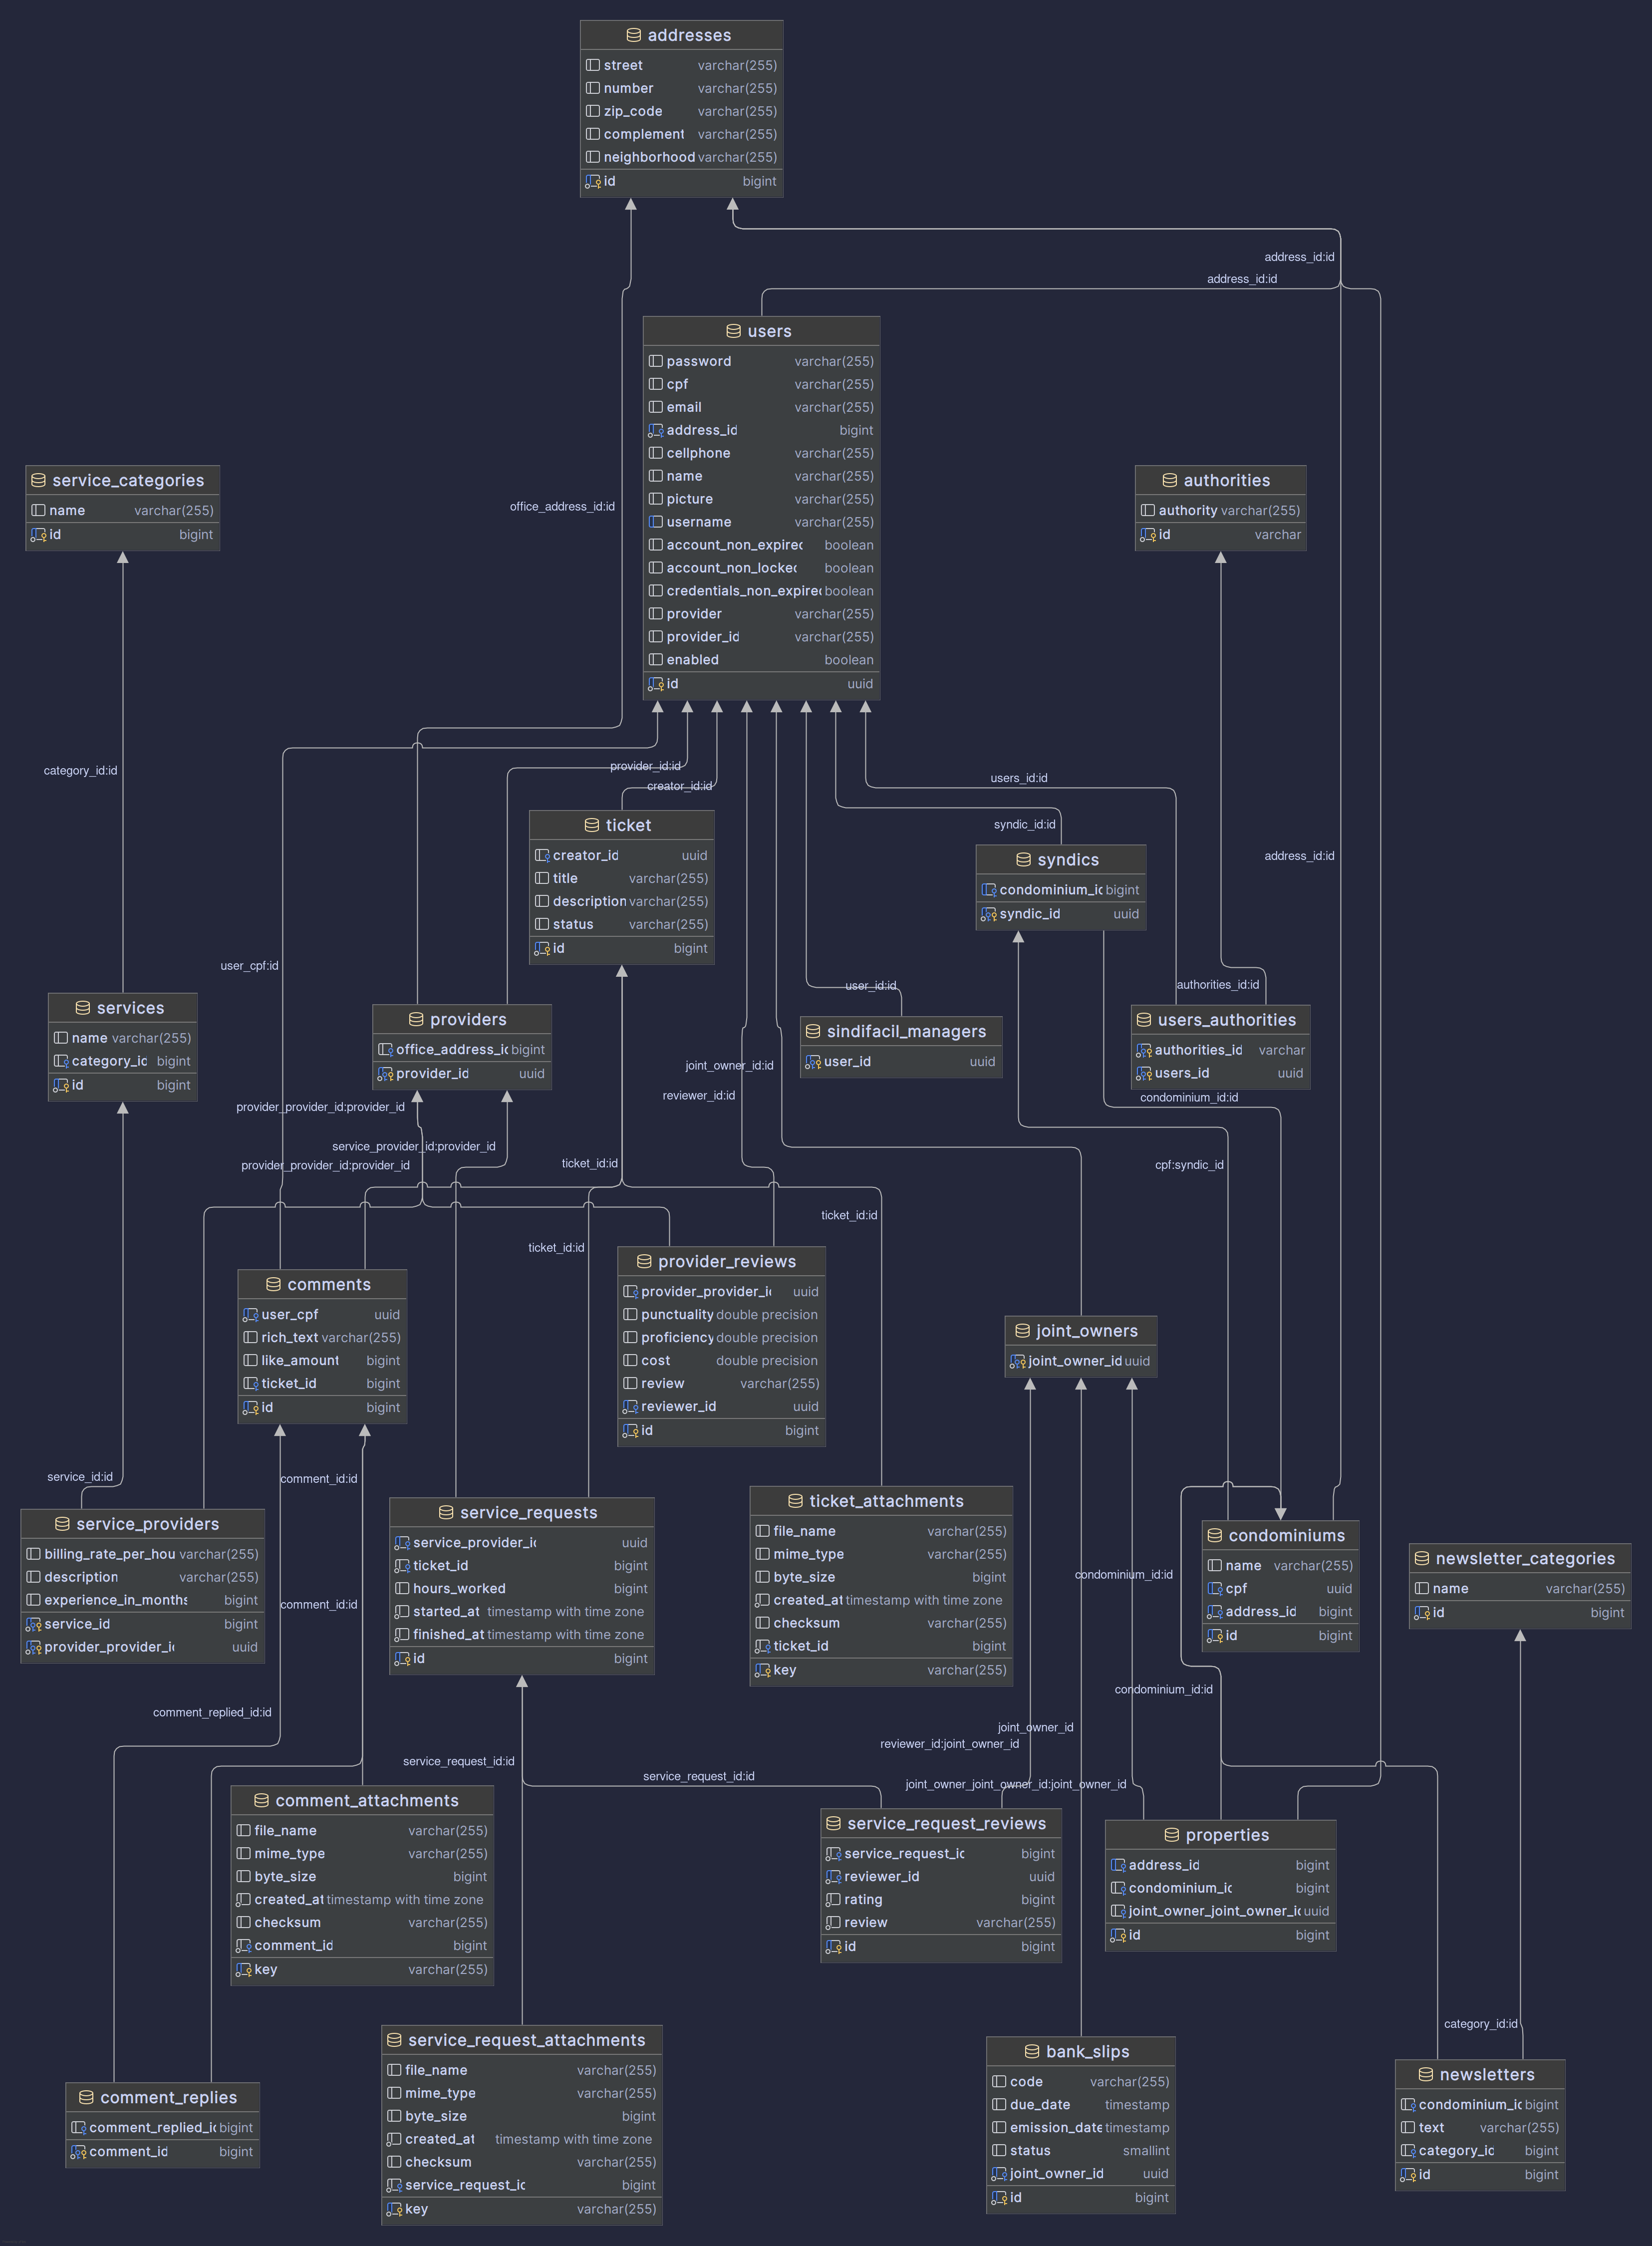 addresses
street varchar(255)
number varchar(255)
zip_code varchar(255)
complement varchar(255)
neighborhood varchar(255)
id bigint
address_id:id
address_id:id
users
password varchar(255)
cpf varchar(255)
email varchar(255)
address_id bigint
cellphone varchar(255)
name varchar(255)
picture varchar(255)
username varchar(255)
account_non_expired boolean
account_non_locked boolean
credentials_non_expired boolean
provider varchar(255)
provider_id varchar(255)
enabled boolean
id uuid
service_categories
name varchar(255)
id bigint
office_address_id:id
authorities
authority varchar(255)
id varchar
category_id:id
provider_id:id
creator_id:id
users_id:id
syndic_id:id
address_id:id
ticket
creator_id uuid
title varchar(255)
description varchar(255)
status varchar(255)
id bigint
syndics
condominium_id bigint
syndic_id uuid
user_cpf:id
user_id:id
authorities_id:id
services
name varchar(255)
category_id bigint
id bigint
providers
office_address_id bigint
provider_id uuid
sindifacil_managers
user_id uuid
users_authorities
authorities_id varchar
users_id uuid
joint_owner_id:id
reviewer_id:id
condominium_id:id
provider_provider_id:provider_id
service_provider_id:provider_id
provider_provider_id:provider_id
ticket_id:id
cpf:syndic_id
ticket_id:id
ticket_id:id
comments
user_cpf uuid
rich_text varchar(255)
like_amount bigint
ticket_id bigint
id bigint
provider_reviews
provider_provider_id uuid
punctuality double precision
proficiency double precision
cost double precision
review varchar(255)
reviewer_id uuid
id bigint
joint_owners
joint_owner_id uuid
service_id:id
comment_id:id
service_providers
billing_rate_per_hou varchar(255)
description varchar(255)
experience_in_months bigint
service_id bigint
provider_provider_id uuid
comment_id:id
service_requests
service_provider_id uuid
ticket_id bigint
hours_worked bigint
started_at timestamp with time zone
finished_at timestamp with time zone
id bigint
ticket_attachments
file_name varchar(255)
mime_type varchar(255)
byte_size bigint
created_at timestamp with time zone
checksum varchar(255)
ticket_id bigint
key varchar(255)
condominium_id:id
condominiums
name varchar(255)
cpf uuid
address_id bigint
id bigint
newsletter_categories
name varchar(255)
id bigint
condominium_id:id
comment_replied_id:id
joint_owner_id
reviewer_id:joint_owner_id
service_request_id:id
service_request_id:id
joint_owner_joint_owner_id:joint_owner_id
comment_attachments
file_name varchar(255)
mime_type varchar(255)
byte_size bigint
created_at timestamp with time zone
checksum varchar(255)
comment_id bigint
key varchar(255)
service_request_reviews
service_request_id bigint
reviewer_id uuid
rating bigint
review varchar(255)
id bigint
properties
address_id bigint
condominium_id bigint
joint_owner_joint_owner_id uuid
id bigint
category_id:id
service_request_attachments
file_name varchar(255)
mime_type varchar(255)
byte_size bigint
created_at timestamp with time zone
checksum varchar(255)
service_request_id bigint
key varchar(255)
bank_slips
code varchar(255)
due_date timestamp
emission_date timestamp
status smallint
joint_owner_id uuid
id bigint
comment_replies
comment_replied_id bigint
comment_id bigint
newsletters
condominium_id bigint
text varchar(255)
category_id bigint
id bigint